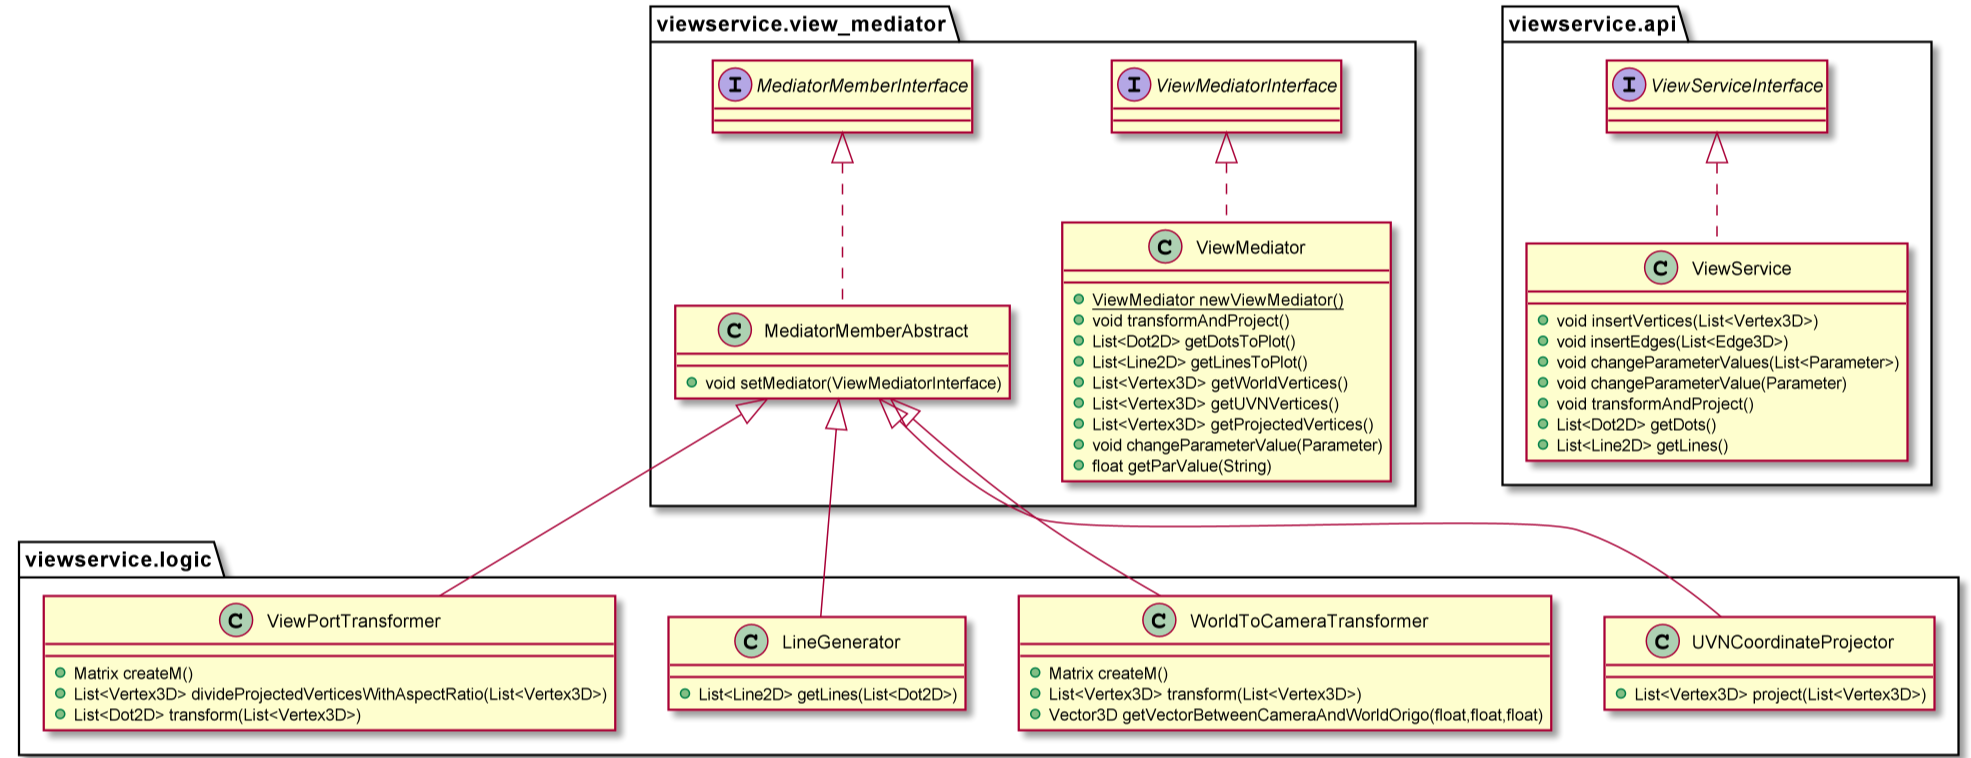 viewservice.view_mediator
I MediatorMemberInterface
I ViewMediatorInterface
C ViewMediator
ViewMediator newViewMediator()
void transformAndProject()
List<Dot2D> getDotsToPlot()
List<Line2D> getLinesToPlot()
List<Vertex3D> getWorldVertices()
List<Vertex3D> getUVNVertices()
List<Vertex3D> getProjectedVertices()
void changeParameterValue(Parameter)
float getParValue(String)
C MediatorMemberAbstract
void setMediator(ViewMediatorInterface)
viewservice.api
I ViewServiceInterface
C ViewService
void insertVertices(List<Vertex3D>)
void insertEdges(List<Edge3D>)
void changeParameterValues(List<Parameter>)
void changeParameterValue(Parameter)
void transformAndProject()
List<Dot2D> getDots()
List<Line2D> getLines()
viewservice.logic
C ViewPortTransformer
Matrix createM()
List<Vertex3D> divideProjectedVerticesWithAspectRatio(List<Vertex3D>)
List<Dot2D> transform(List<Vertex3D>)
C LineGenerator
List<Line2D> getLines(List<Dot2D>)
C WorldToCameraTransformer
Matrix createM()
List<Vertex3D> transform(List<Vertex3D>)
Vector3D getVectorBetweenCameraAndWorldOrigo(float,float,float)
C UVNCoordinateProjector
List<Vertex3D> project(List<Vertex3D>)